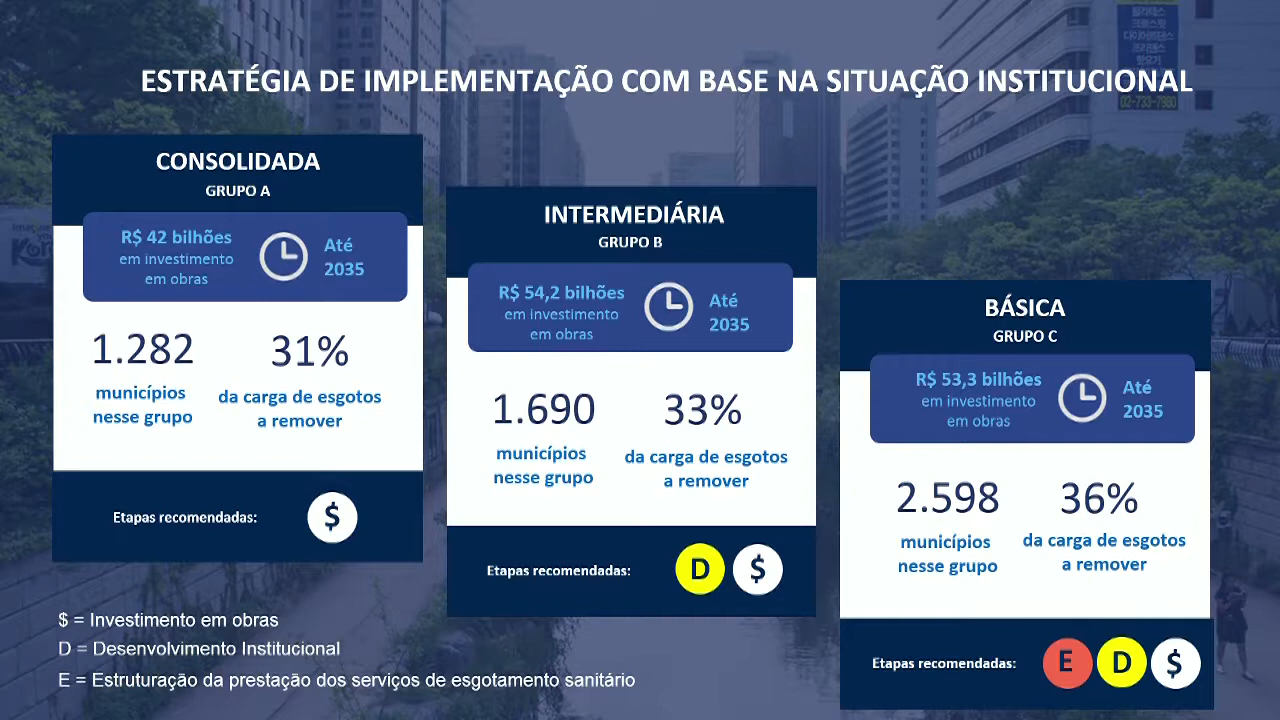 ESTRATÉGIA DE IMPLEMENTAÇÃO COM BASE NA SITUAÇÃO INSTITUCIONAL
02-733-7980
CONSOLIDADA
GRUPO A
R$ 42 bilhões
em investimento
em obras
Até
2035
1.282
municípios
nesse grupo
31%
da carga de esgotos
a remover
Etapas recomendadas:
$
INTERMEDIÁRIA
GRUPO B
R$ 54,2 bilhões
em investimento
em obras
Até
2035
1.690
municípios
nesse grupo
33%
da carga de esgotos
a remover
Etapas recomendadas:
D
$
BÁSICA
GRUPO C
R$ 53,3 bilhões
em investimento
em obras
Até
2035
2.598
municípios
nesse grupo
36%
da carga de esgotos
a remover
Etapas recomendadas:
E
D
$
$ = Investimento em obras
D = Desenvolvimento Institucional
E = Estruturação da prestação dos serviços de esgotamento sanitário